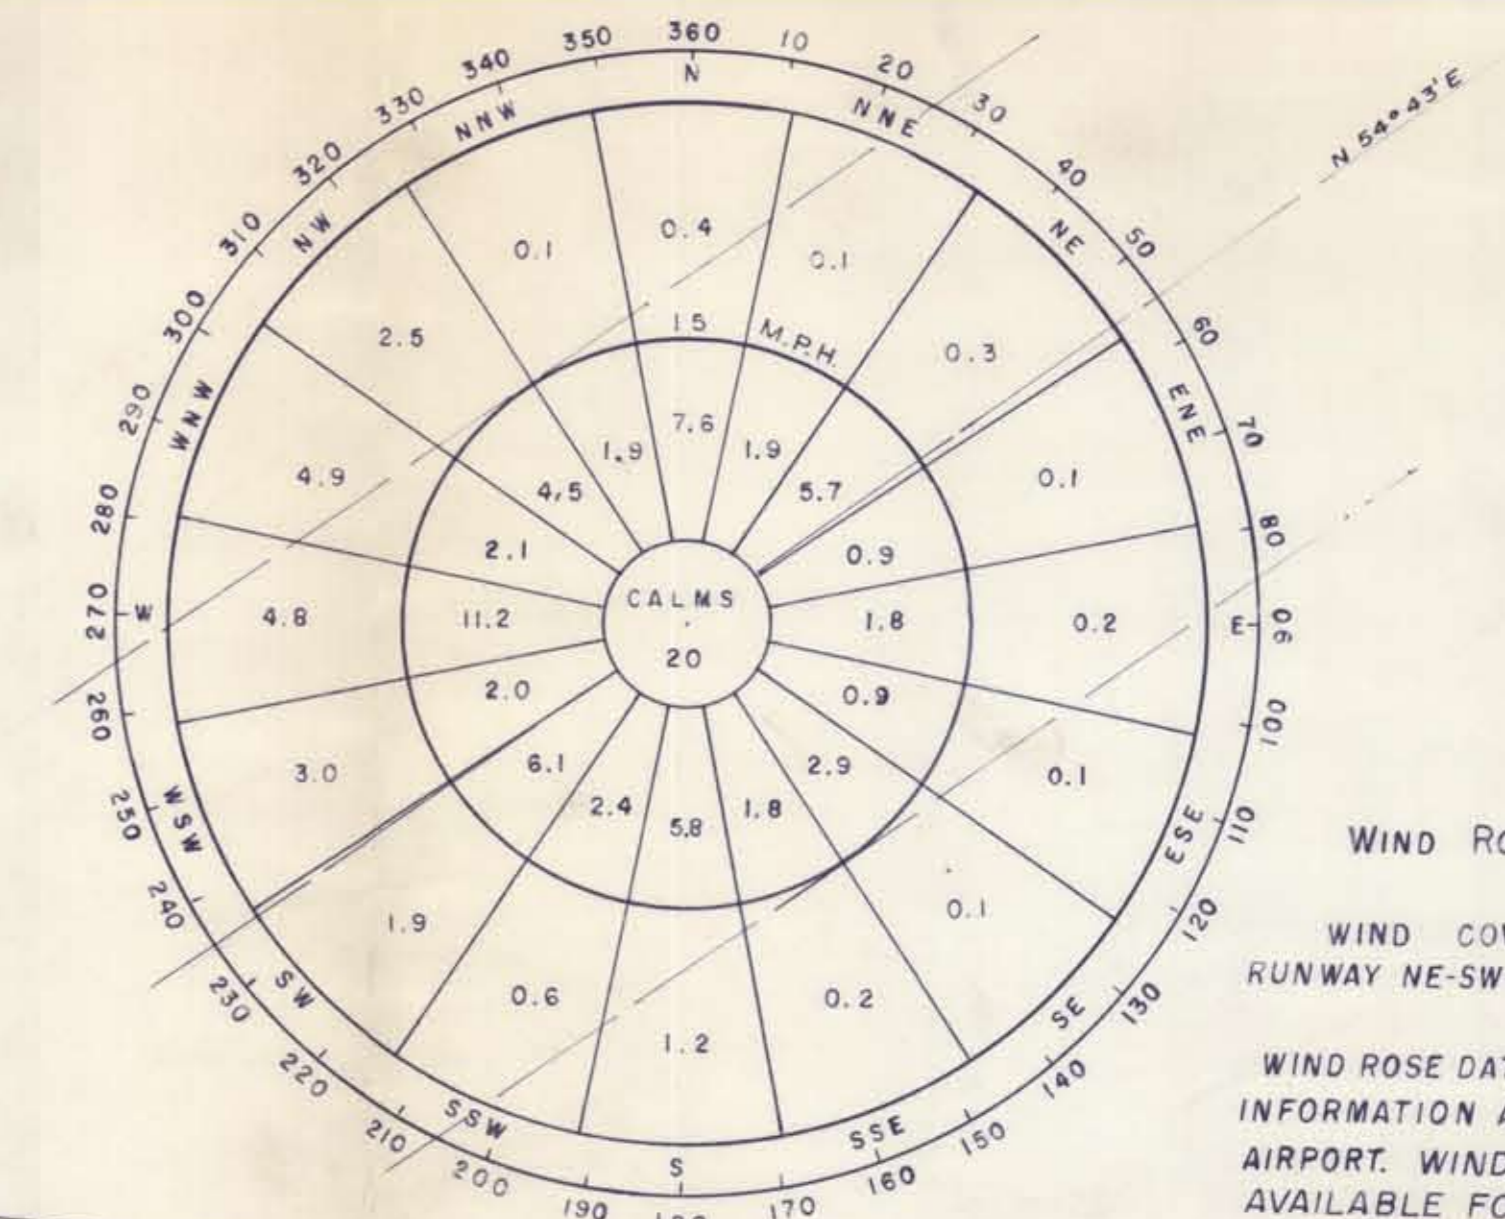 350 360 10
340 N 20
330 NNW NNE 30
320 40
310 NW NE 50
300 60
290 WNW ENE 70
280 80
270 W E 90
260 100
250 WSW ESE 110
240 120
230 SW SE 130
220 140
210 SSW SSE 150
200 S 160
190 170
N 54° 43' E
0.1 0.4 0.1
2.5 15 M.P.H. 0.3
1.9 7.6 1.9
4.9 4.5 5.7 0.1
2.1 0.9
4.8 11.2 CALMS 1.8 0.2
20
2.0 0.9
3.0 6.1 2.9 0.1
2.4 5.8 1.8
1.9 0.1
0.6 0.2
1.2
WIND RO
WIND COV
RUNWAY NE-SW
WIND ROSE DAT
INFORMATION A
AIRPORT. WIND
AVAILABLE FO